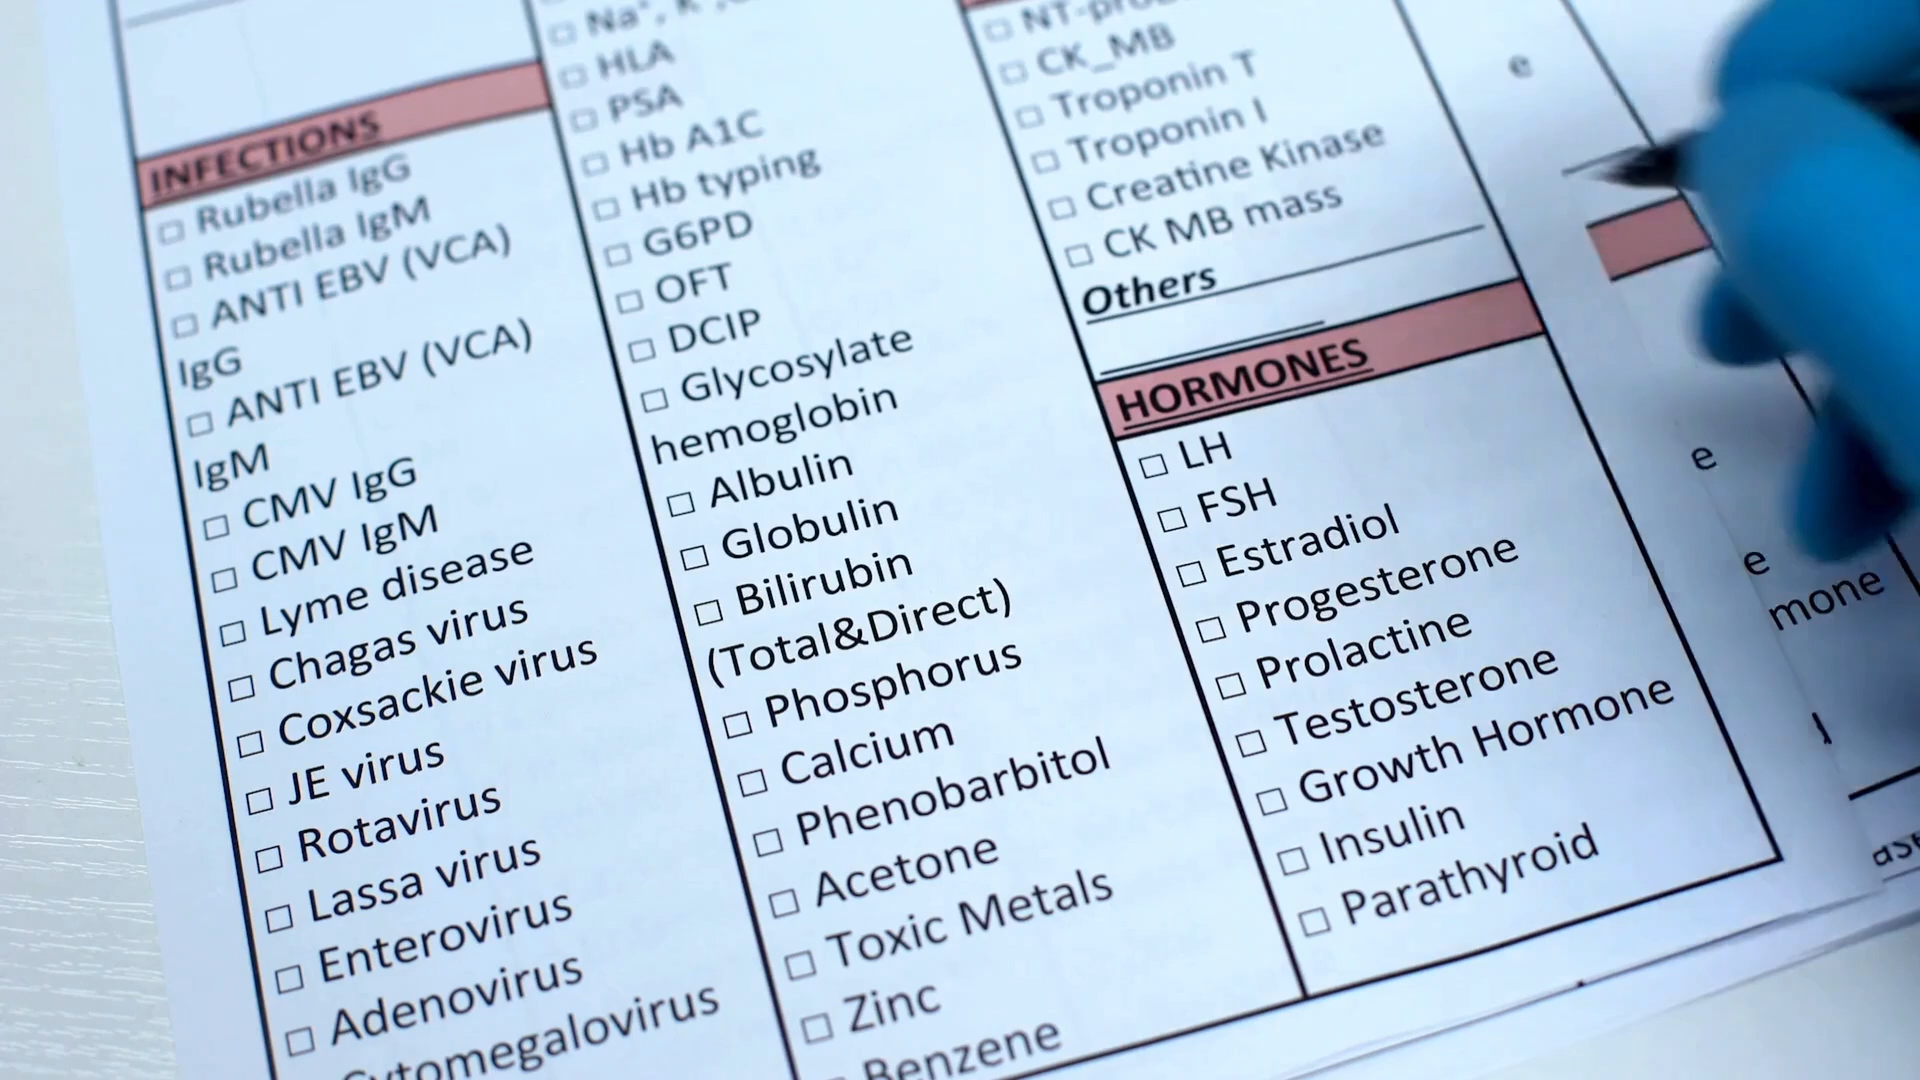 INFECTIONS
□ Rubella IgG
□ Rubella IgM
□ ANTI EBV (VCA)
IgG
□ ANTI EBV (VCA)
IgM
□ CMV IgG
□ CMV IgM
□ Lyme disease
□ Chagas virus
□ Coxsackie virus
□ JE virus
□ Rotavirus
□ Lassa virus
□ Enterovirus
□ Adenovirus
Cytomegalovirus
□ Na⁺, K
□ HLA
□ PSA
□ Hb A1C
□ Hb typing
□ G6PD
□ OFT
□ DCIP
□ Glycosylate
hemoglobin
□ Albulin
□ Globulin
□ Bilirubin
(Total&Direct)
□ Phosphorus
□ Calcium
□ Phenobarbitol
□ Acetone
□ Toxic Metals
□ Zinc
Benzene
□ NT-pro
□ CK_MB
□ Troponin T
□ Troponin I
□ Creatine Kinase
□ CK MB mass
Others
HORMONES
□ LH
□ FSH
□ Estradiol
□ Progesterone
□ Prolactine
□ Testosterone
□ Growth Hormone
□ Insulin
□ Parathyroid
e
e
e
mone